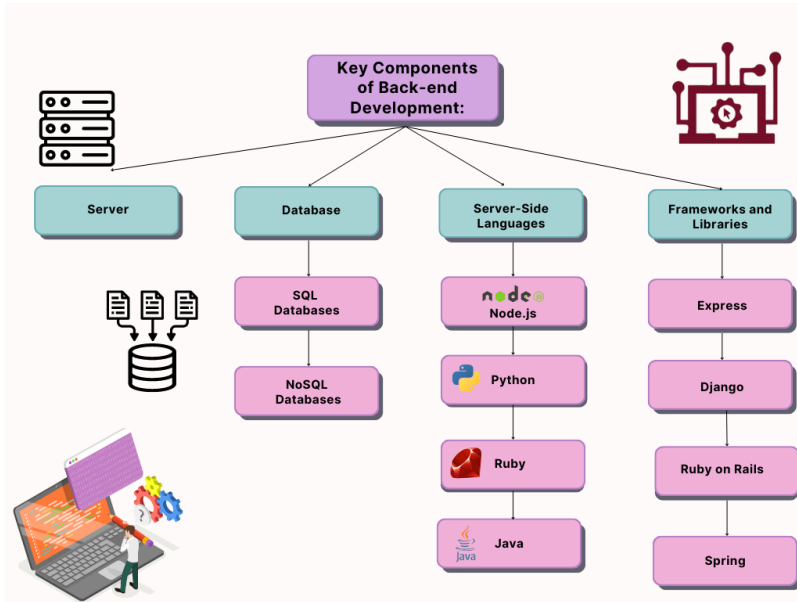 Key Components
of Back-end
Development:
Server
Database
Server-Side
Languages
Frameworks and
Libraries
SQL
Databases
NoSQL
Databases
node
Node.js
Python
Ruby
Java
Java
Express
Django
Ruby on Rails
Spring
?